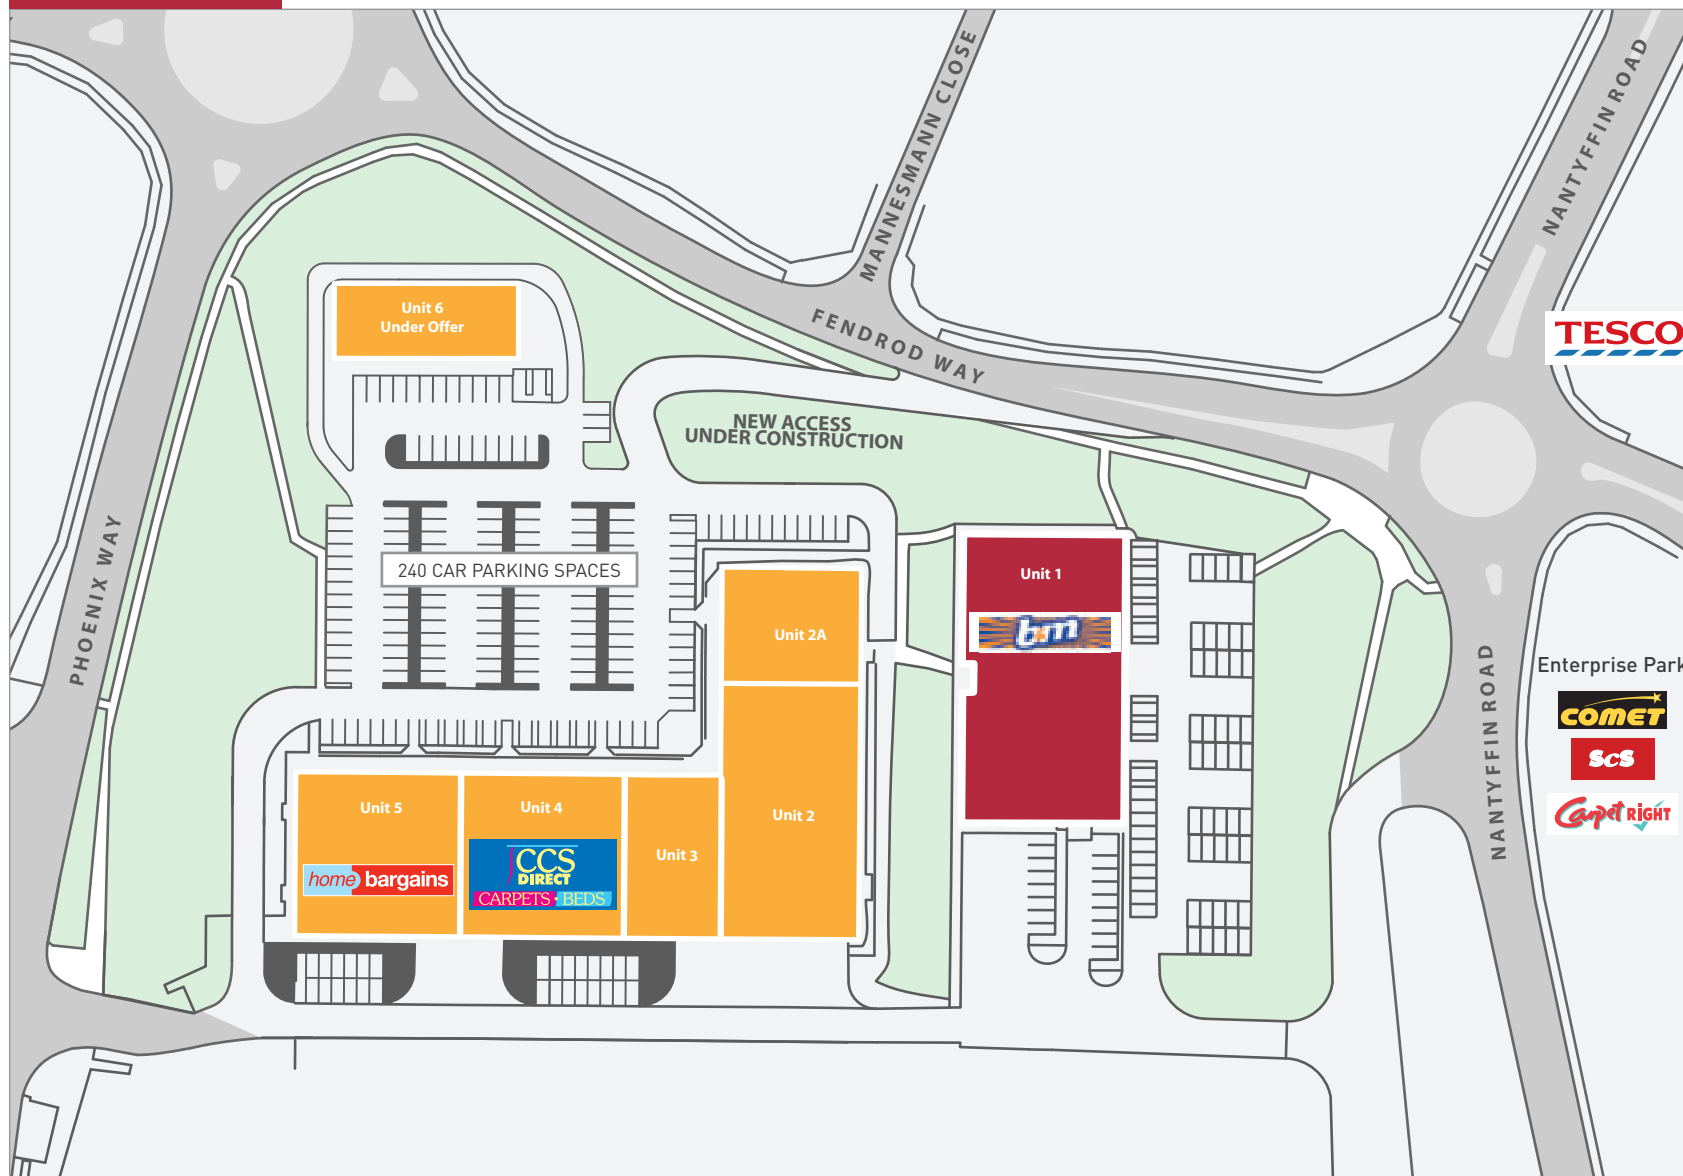 MANNESMANN CLOSE
NANTYFFIN ROAD
Unit 6
Under Offer
FENDROD WAY
TESCO
NEW ACCESS
UNDER CONSTRUCTION
PHOENIX WAY
240 CAR PARKING SPACES
Unit 1
b&m
Unit 2A
NANTYFFIN ROAD
Enterprise Park
COMET
ScS
Carpet RIGHT
Unit 5
home bargains
Unit 4
CCS
DIRECT
CARPETS • BEDS
Unit 3
Unit 2